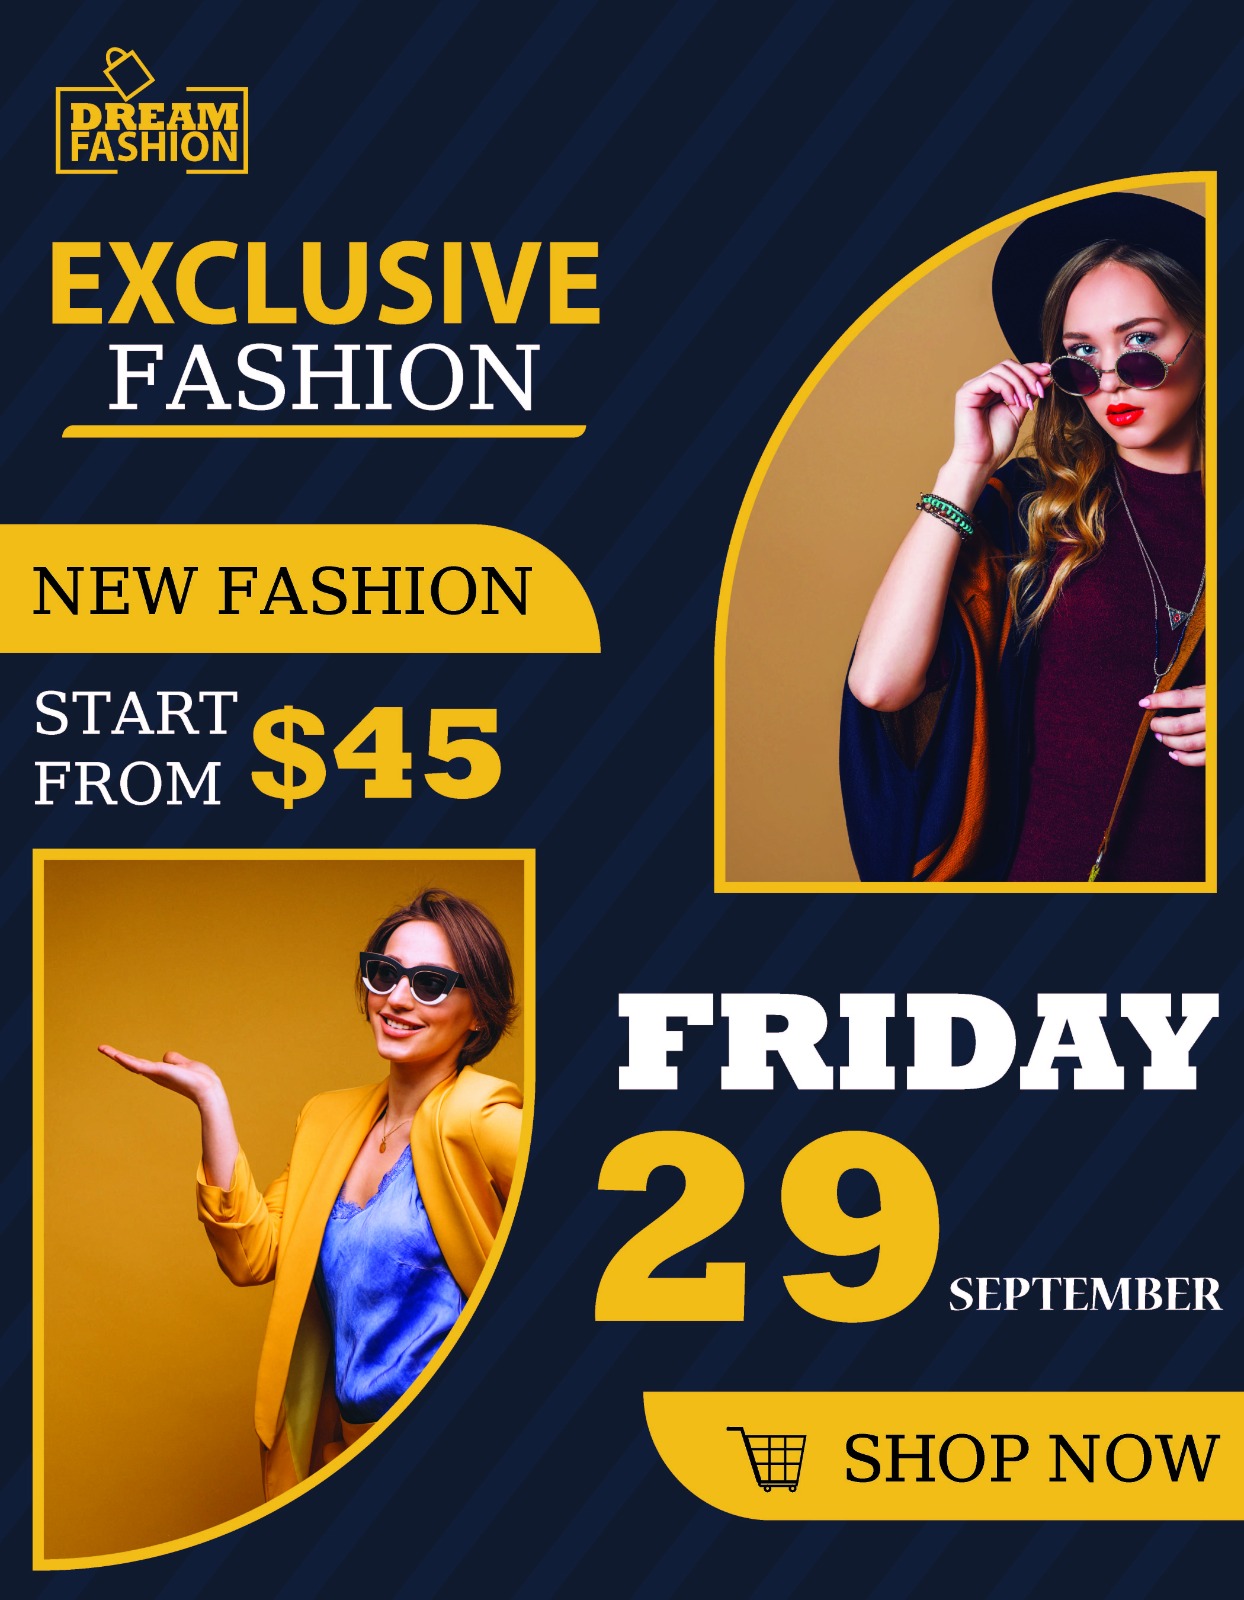 DREAM
FASHION
EXCLUSIVE
FASHION
NEW FASHION
START
FROM $45
FRIDAY
29 SEPTEMBER
SHOP NOW